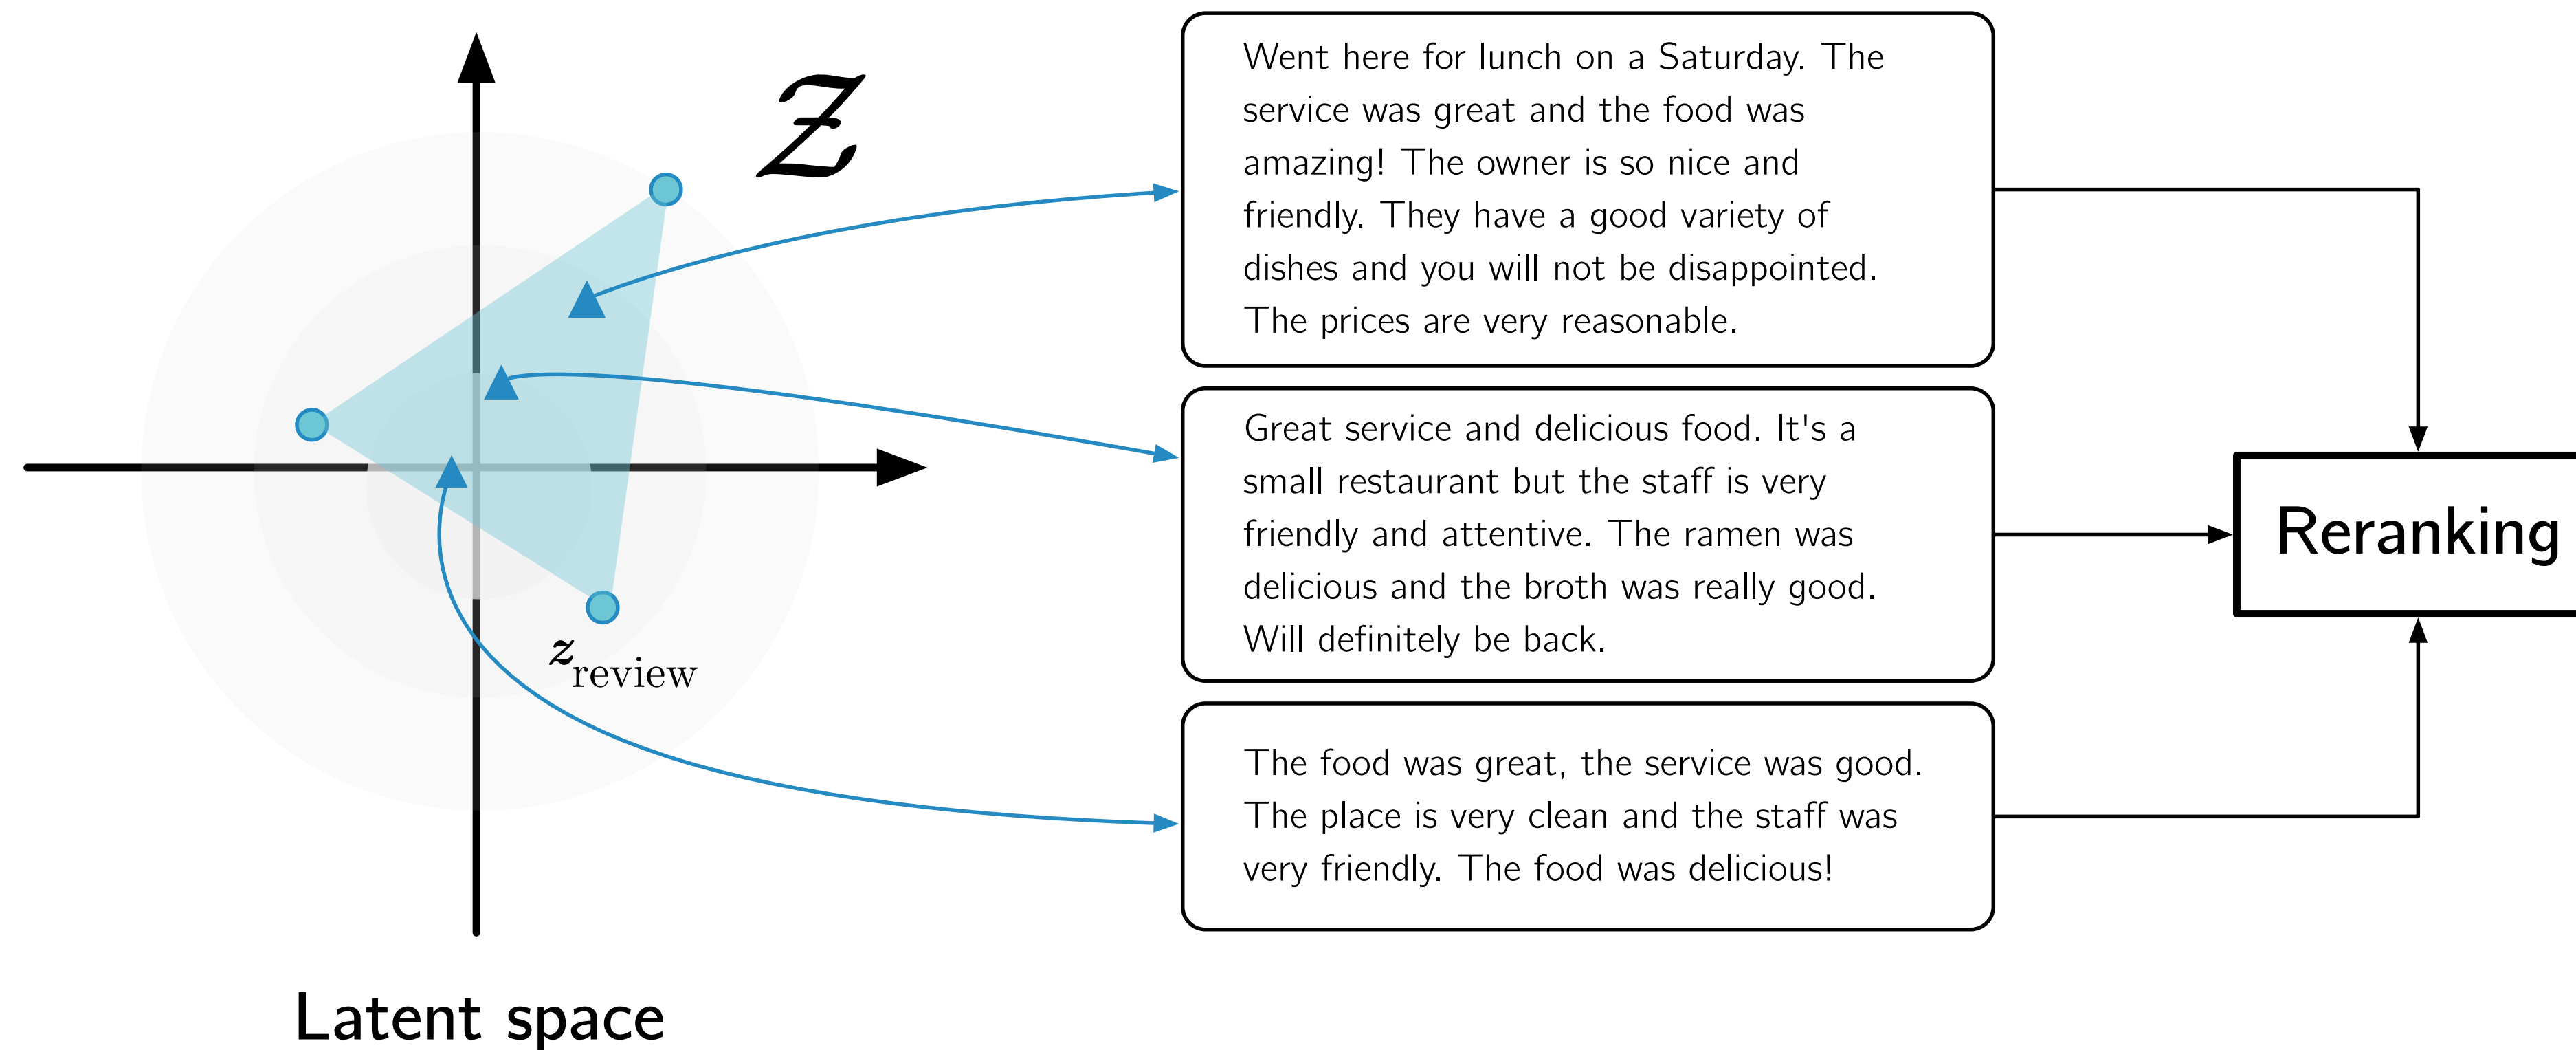 𝒵
Went here for lunch on a Saturday. The
service was great and the food was
amazing! The owner is so nice and
friendly. They have a good variety of
dishes and you will not be disappointed.
The prices are very reasonable.
Great service and delicious food. It's a
small restaurant but the staff is very
friendly and attentive. The ramen was
delicious and the broth was really good.
Will definitely be back.
The food was great, the service was good.
The place is very clean and the staff was
very friendly. The food was delicious!
Reranking
z review
Latent space